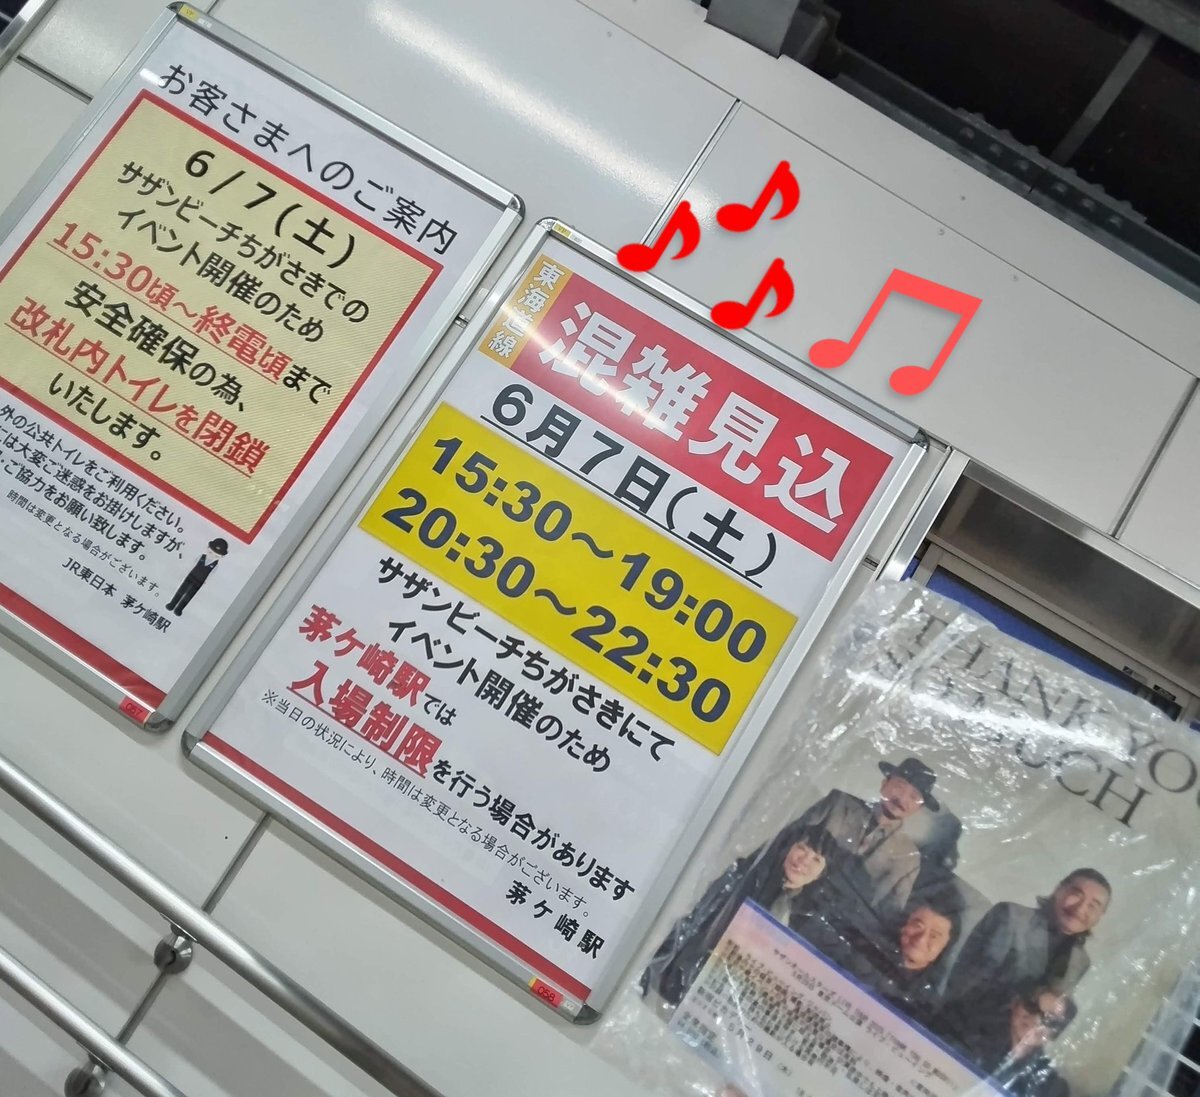 お客さまへのご案内
6/7(土)
サザンビーチちがさきでの
イベント開催のため
15:30頃～終電頃まで
安全確保の為、
改札内トイレを閉鎖
いたします。
外の公共トイレをご利用ください。
は大変ご迷惑をお掛けしますが、
ご協力をお願い致します。
時間は変更となる場合がございます。
JR東日本 茅ケ崎駅
057
東海道線
混雑見込
6月7日(土)
15:30～19:00
20:30～22:30
サザンビーチちがさきにて
イベント開催のため
茅ケ崎駅では
入場制限を行う場合があります
※当日の状況により、時間は変更となる場合がございます。
茅ケ崎駅
058
THANK YOU
SO MUCH